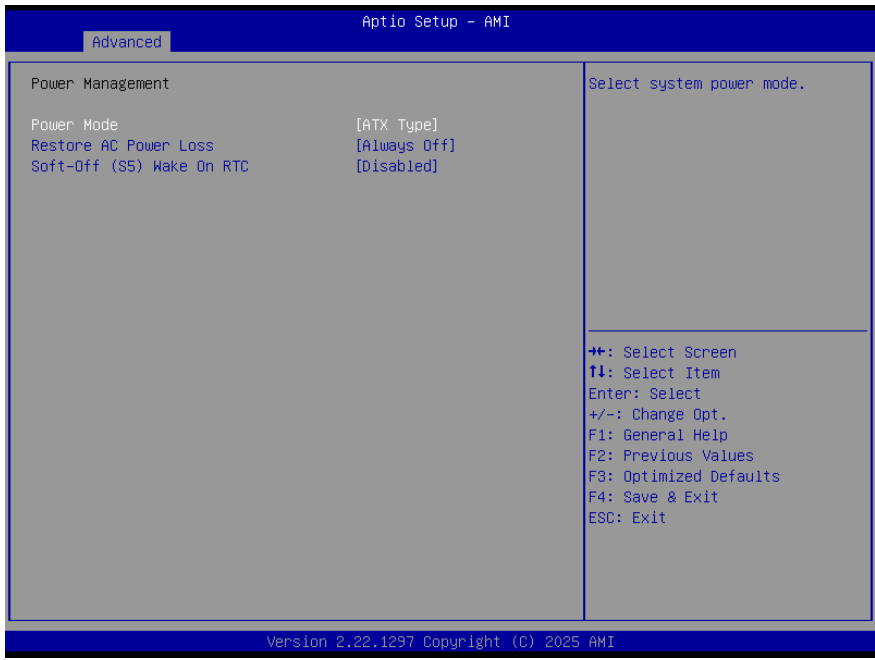 Aptio Setup – AMI
Advanced
Power Management
Select system power mode.
Power Mode [ATX Type]
Restore AC Power Loss [Always Off]
Soft-Off (S5) Wake On RTC [Disabled]
→←: Select Screen
↑↓: Select Item
Enter: Select
+/-: Change Opt.
F1: General Help
F2: Previous Values
F3: Optimized Defaults
F4: Save & Exit
ESC: Exit
Version 2.22.1297 Copyright (C) 2025 AMI